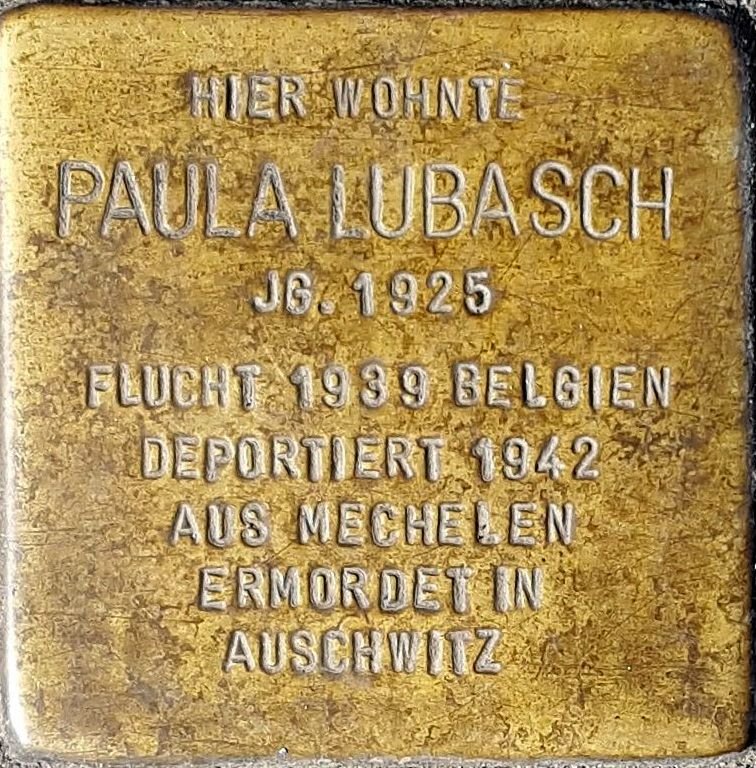 HIER WOHNTE
PAULA LUBASCH
JG. 1925
FLUCHT 1939 BELGIEN
DEPORTIERT 1942
AUS MECHELEN
ERMORDET IN
AUSCHWITZ